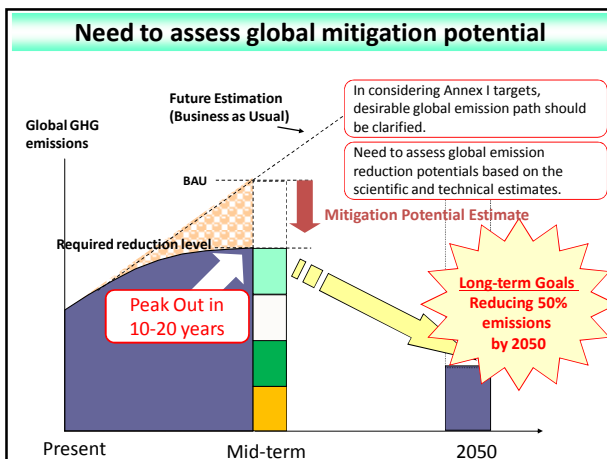 Need to assess global mitigation potential
Future Estimation
(Business as Usual)
In considering Annex I targets,
desirable global emission path should
be clarified.
Global GHG
emissions
Need to assess global emission
reduction potentials based on the
scientific and technical estimates.
BAU
Mitigation Potential Estimate
Required reduction level
Long-term Goals
Reducing 50%
emissions
by 2050
Peak Out in
10-20 years
Present
Mid-term
2050